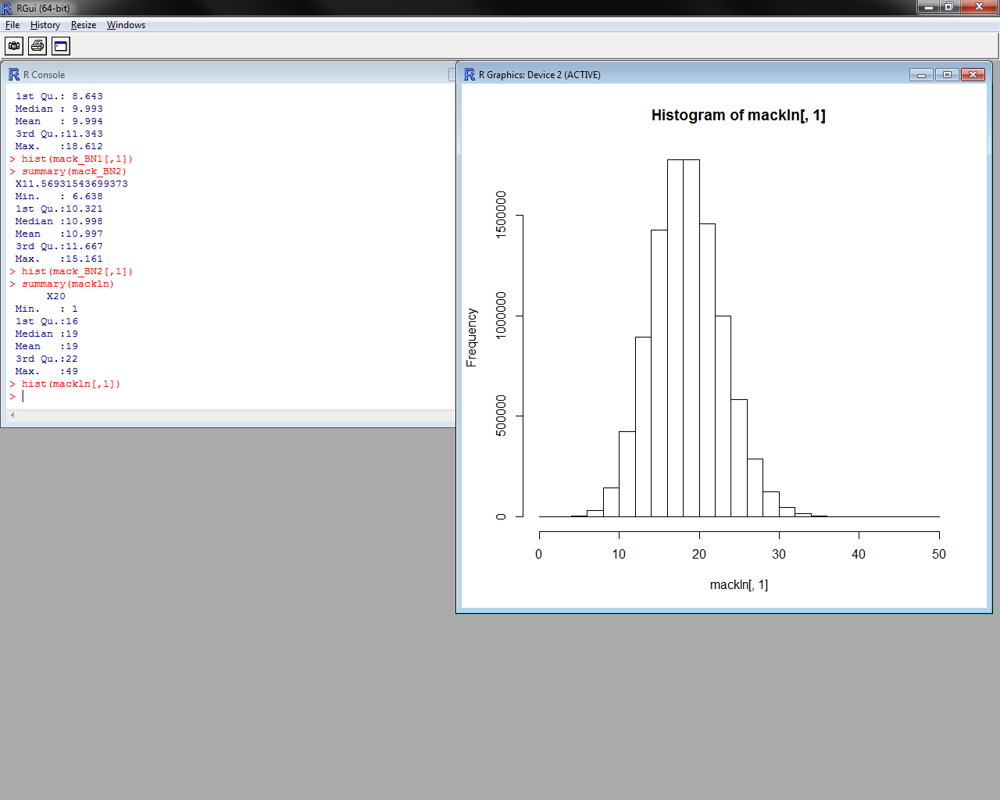 RGui (64-bit)
File History Resize Windows
R Console
1st Qu.: 8.643
Median : 9.993
Mean   : 9.994
3rd Qu.:11.343
Max.   :18.612
> hist(mack_BN1[,1])
> summary(mack_BN2)
X11.56931543699373
Min.   : 6.638
1st Qu.:10.321
Median :10.998
Mean   :10.997
3rd Qu.:11.667
Max.   :15.161
> hist(mack_BN2[,1])
> summary(mackln)
X20
Min.   : 1
1st Qu.:16
Median :19
Mean   :19
3rd Qu.:22
Max.   :49
> hist(mackln[,1])
>
R Graphics: Device 2 (ACTIVE)
Histogram of mackln[, 1]
Frequency
1500000
1000000
500000
0
0 10 20 30 40 50
mackln[, 1]